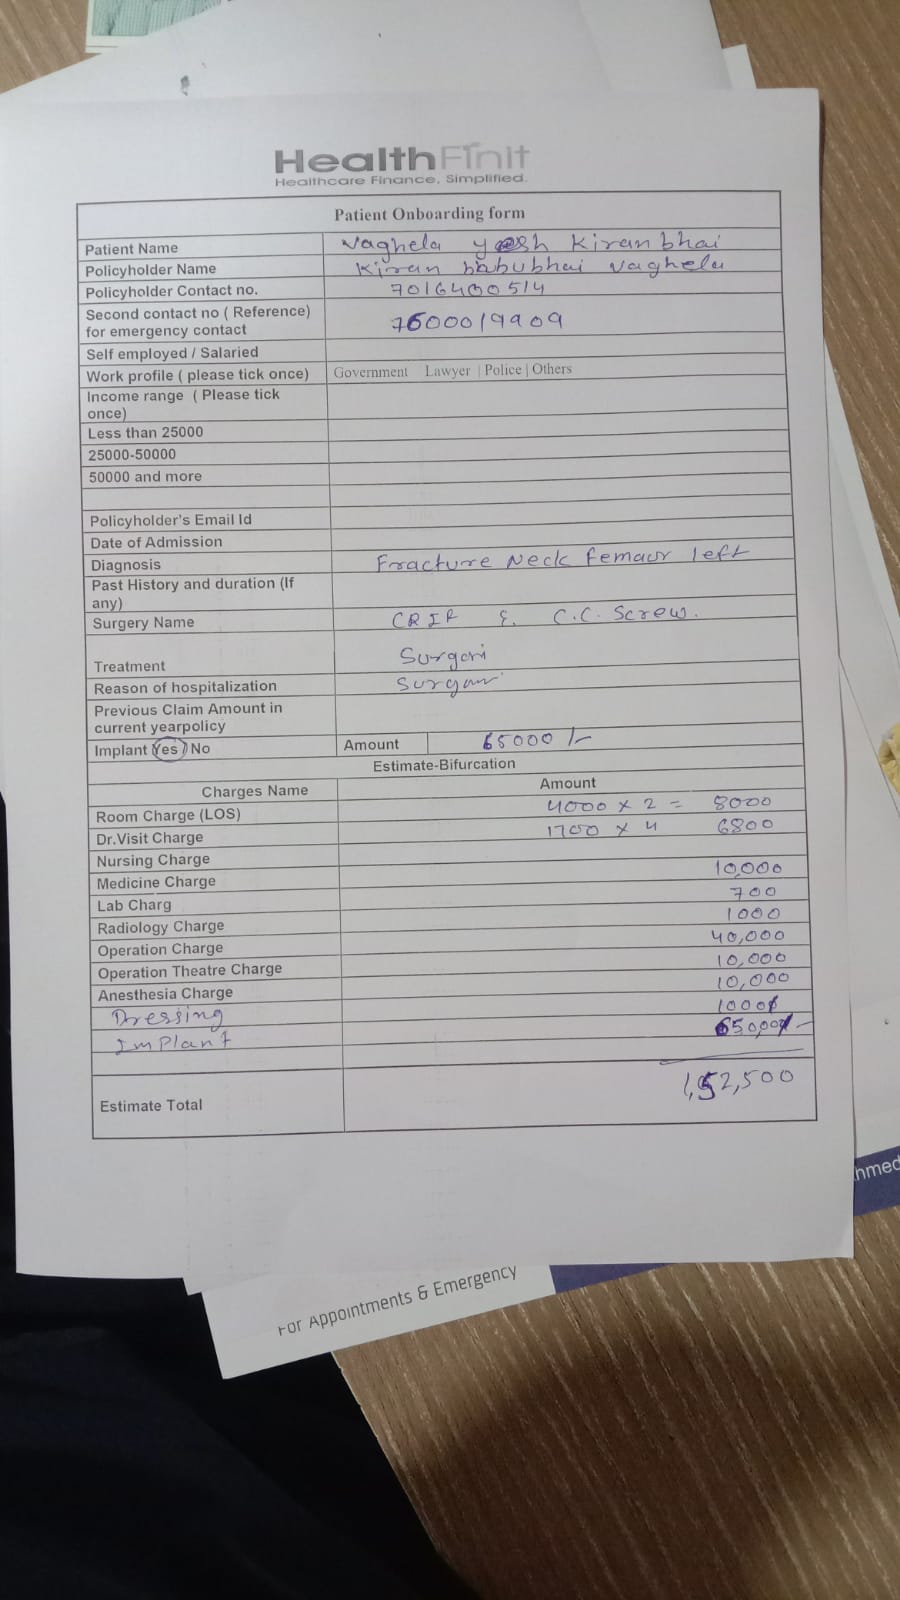 HealthFinit
Healthcare Finance, Simplified.
Patient Onboarding form
Patient Name Vaghela yash Kiranbhai
Policyholder Name Kiran babubhai vaghela
Policyholder Contact no. 7016400514
Second contact no ( Reference)
for emergency contact 7600019909
Self employed / Salaried
Work profile ( please tick once) Government Lawyer | Police | Others
Income range ( Please tick
once)
Less than 25000
25000-50000
50000 and more
Policyholder's Email Id
Date of Admission
Diagnosis Fracture Neck femaur left
Past History and duration (If
any)
Surgery Name CRIF &. C.C. Screw.
Treatment Surgari
Reason of hospitalization
Previous Claim Amount in
current yearpolicy
Implant Yes / No Amount 65000 /-
Estimate-Bifurcation
Charges Name Amount
Room Charge (LOS) 4000 x 2 = 8000
Dr.Visit Charge 1700 x 4 6800
Nursing Charge
Medicine Charge 10,000
Lab Charg 700
Radiology Charge 1000
Operation Charge 40,000
Operation Theatre Charge 10,000
Anesthesia Charge 10,000
Dressing 1000/
Implant 650,00/-
Estimate Total 1,52,500
For Appointments & Emergency
hmed